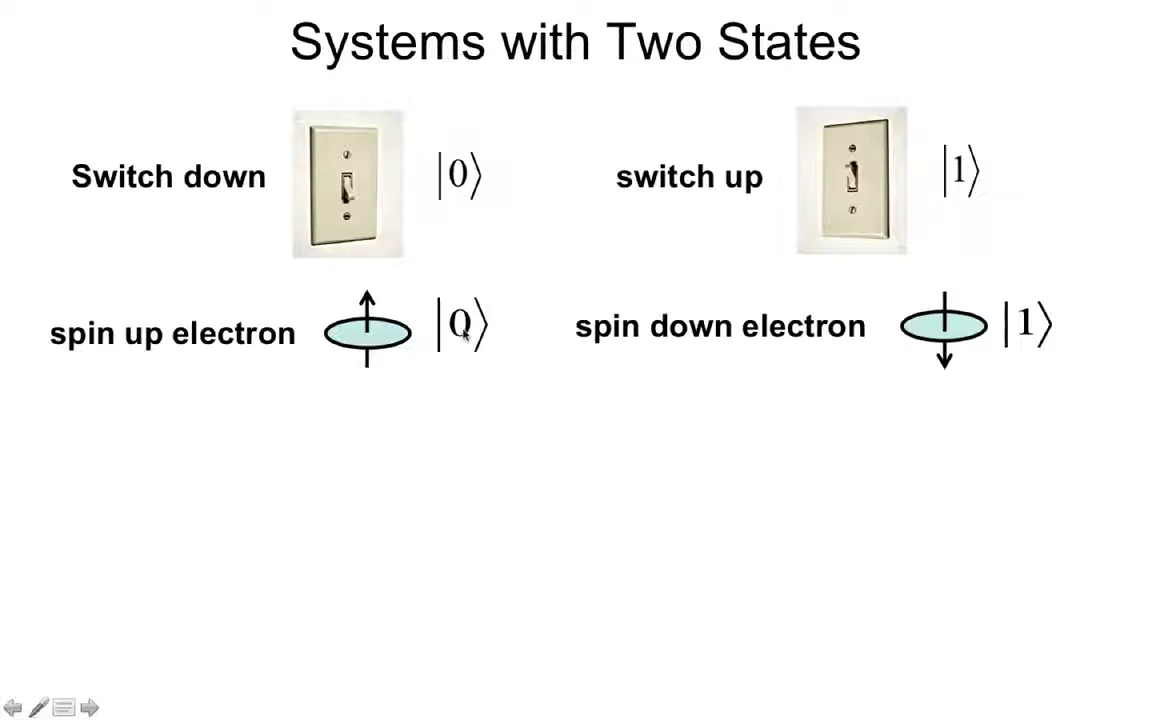 Systems with Two States
Switch down |0⟩ switch up |1⟩
spin up electron |0⟩ spin down electron |1⟩